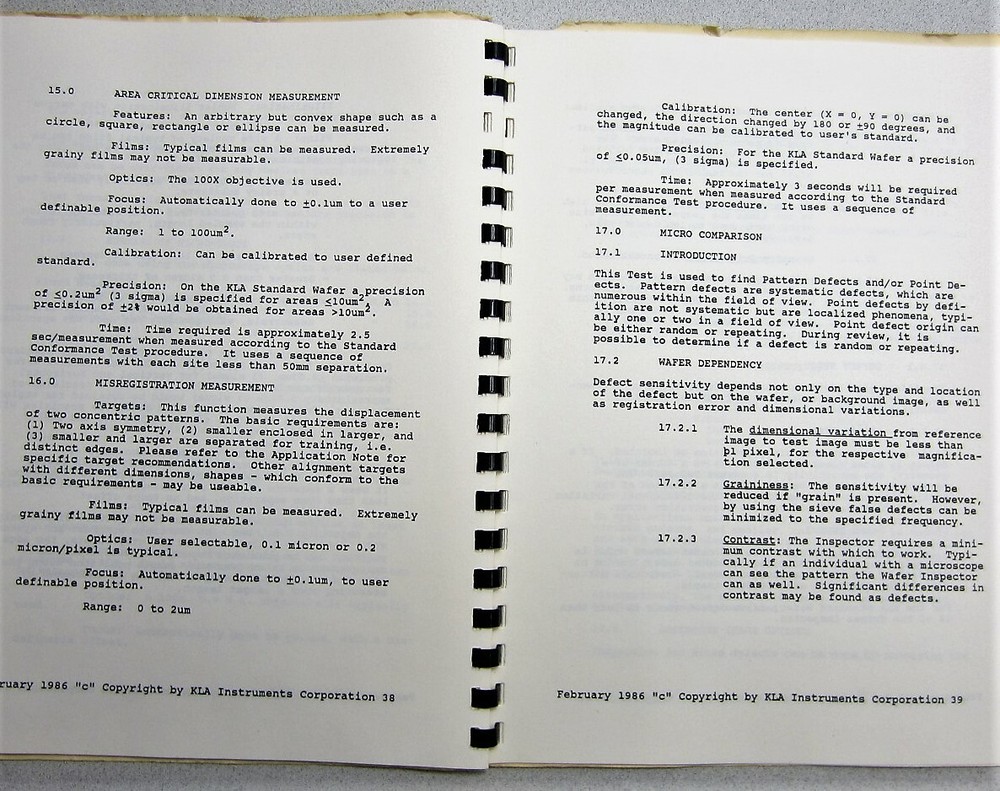 15.0 AREA CRITICAL DIMENSION MEASUREMENT
Features: An arbitrary but convex shape such as a
circle, square, rectangle or ellipse can be measured.
Films: Typical films can be measured. Extremely
grainy films may not be measurable.
Optics: The 100X objective is used.
Focus: Automatically done to ±0.1um to a user
definable position.
Range: 1 to 100um².
Calibration: Can be calibrated to user defined
standard.
Precision: On the KLA Standard Wafer a precision
of ≤0.2um² (3 sigma) is specified for areas ≤10um². A
precision of ±2% would be obtained for areas >10um².
Time: Time required is approximately 2.5
sec/measurement when measured according to the Standard
Conformance Test procedure. It uses a sequence of
measurements with each site less than 50mm separation.
16.0 MISREGISTRATION MEASUREMENT
Targets: This function measures the displacement
of two concentric patterns. The basic requirements are:
(1) Two axis symmetry, (2) smaller enclosed in larger, and
(3) smaller and larger are separated for training, i.e.
distinct edges. Please refer to the Application Note for
specific target recommendations. Other alignment targets
with different dimensions, shapes - which conform to the
basic requirements - may be useable.
Films: Typical films can be measured. Extremely
grainy films may not be measurable.
Optics: User selectable, 0.1 micron or 0.2
micron/pixel is typical.
Focus: Automatically done to ±0.1um, to user
definable position.
Range: 0 to 2um
ruary 1986 "c" Copyright by KLA Instruments Corporation 38
Calibration: The center (X = 0, Y = 0) can be
changed, the direction changed by 180 or ±90 degrees, and
the magnitude can be calibrated to user's standard.
Precision: For the KLA Standard Wafer a precision
of ≤0.05um, (3 sigma) is specified.
Time: Approximately 3 seconds will be required
per measurement when measured according to the Standard
Conformance Test procedure. It uses a sequence of
measurement.
17.0 MICRO COMPARISON
17.1 INTRODUCTION
This Test is used to find Pattern Defects and/or Point De-
ects. Pattern defects are systematic defects, which are
numerous within the field of view. Point defects by defi-
ition are not systematic but are localized phenomena, typi-
ally one or two in a field of view. Point defect origin can
be either random or repeating. During review, it is
possible to determine if a defect is random or repeating.
17.2 WAFER DEPENDENCY
Defect sensitivity depends not only on the type and location
of the defect but on the wafer, or background image, as well
as registration error and dimensional variations.
17.2.1 The dimensional variation from reference
image to test image must be less than
þ1 pixel, for the respective magnifica-
tion selected.
17.2.2 Graininess: The sensitivity will be
reduced if "grain" is present. However,
by using the sieve false defects can be
minimized to the specified frequency.
17.2.3 Contrast: The Inspector requires a mini-
mum contrast with which to work. Typi-
cally if an individual with a microscope
can see the pattern the Wafer Inspector
can as well. Significant differences in
contrast may be found as defects.
February 1986 "c" Copyright by KLA Instruments Corporation 39